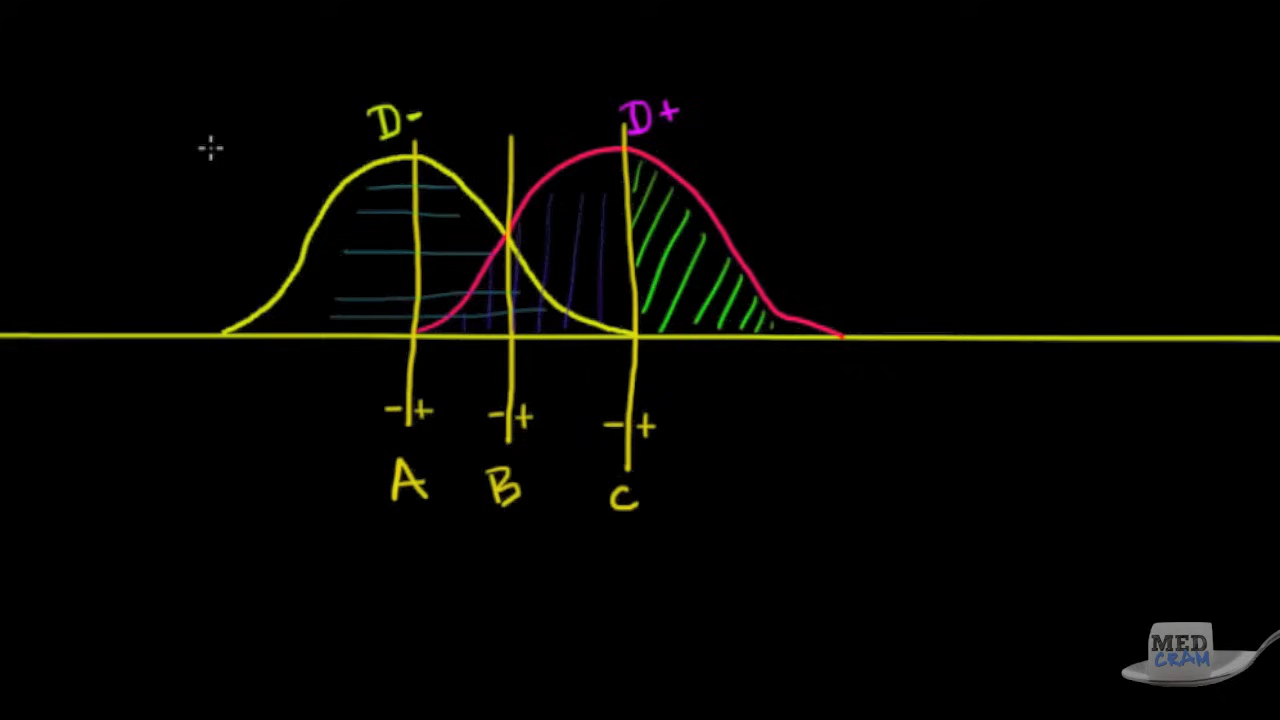 D- D+
-+ -+ -+
A B C
MED
CRAM